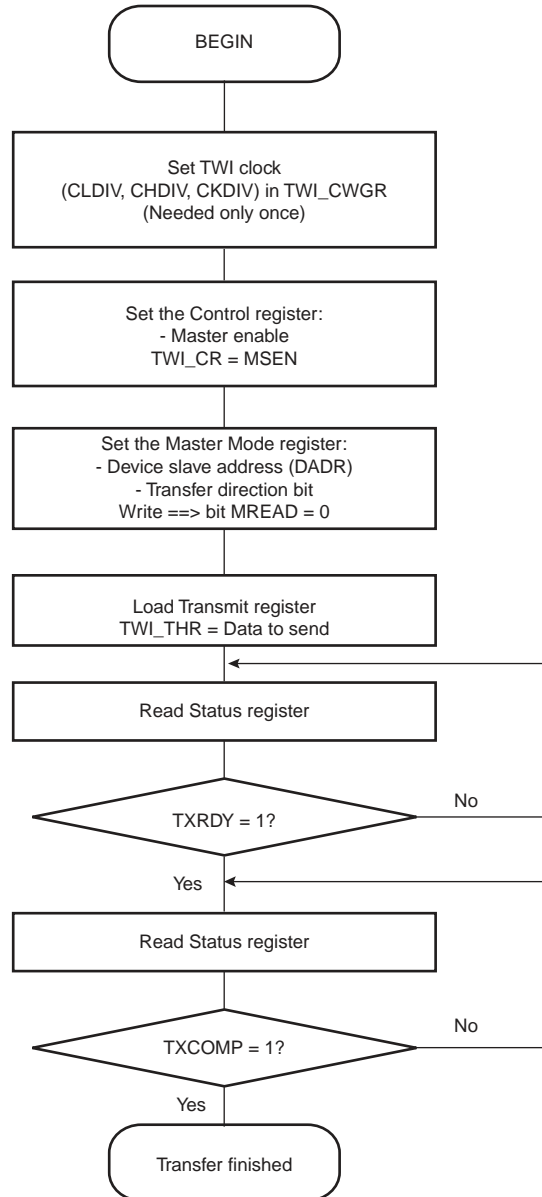 BEGIN
Set TWI clock
(CLDIV, CHDIV, CKDIV) in TWI_CWGR
(Needed only once)
Set the Control register:
- Master enable
TWI_CR = MSEN
Set the Master Mode register:
- Device slave address (DADR)
- Transfer direction bit
Write ==> bit MREAD = 0
Load Transmit register
TWI_THR = Data to send
Read Status register
TXRDY = 1?
No
Yes
Read Status register
TXCOMP = 1?
No
Yes
Transfer finished